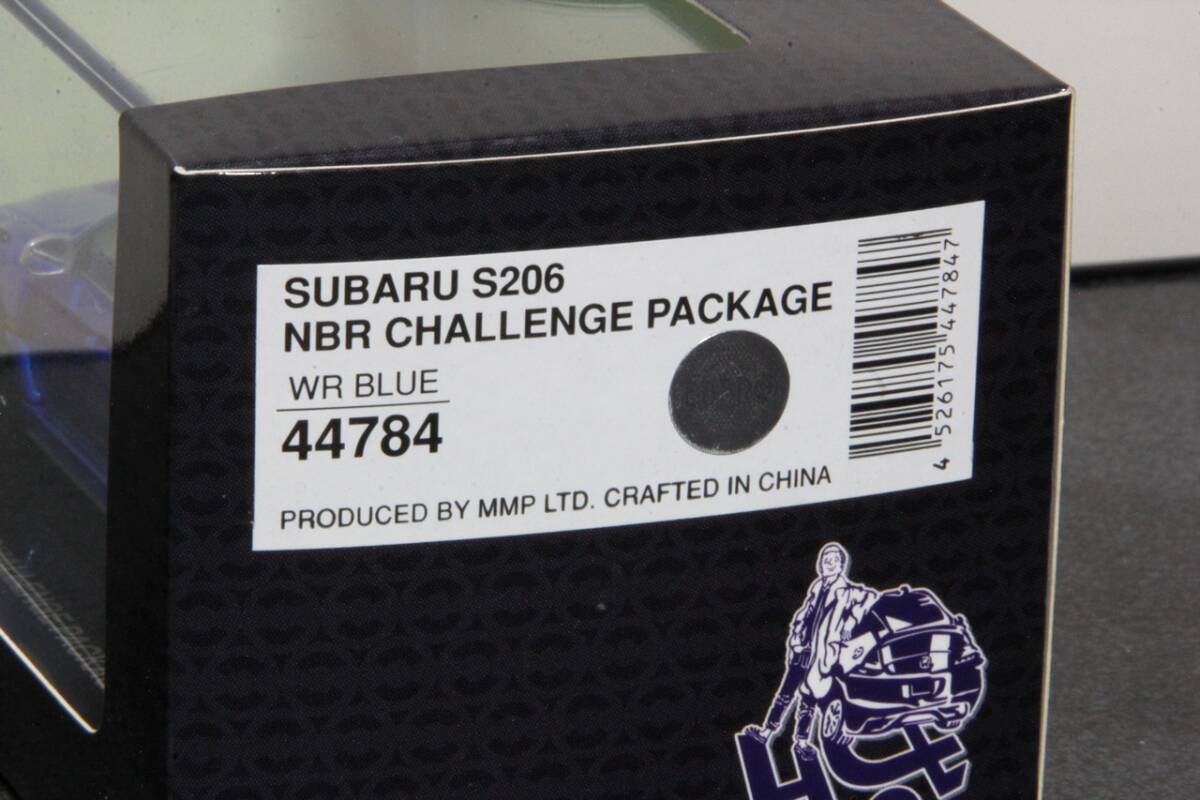 SUBARU S206
NBR CHALLENGE PACKAGE
WR BLUE
44784
PRODUCED BY MMP LTD. CRAFTED IN CHINA
4 526175 447847